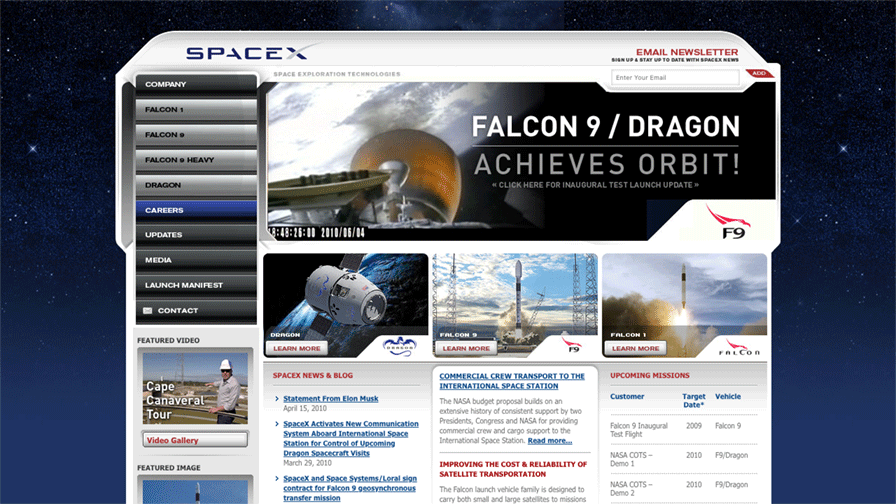 SPACEX
EMAIL NEWSLETTER
SIGN UP & STAY UP TO DATE WITH SPACEX NEWS
SPACE EXPLORATION TECHNOLOGIES
Enter Your Email
ADD
COMPANY
FALCON 1
FALCON 9
FALCON 9 HEAVY
DRAGON
CAREERS
UPDATES
MEDIA
LAUNCH MANIFEST
CONTACT
FALCON 9 / DRAGON
ACHIEVES ORBIT!
« CLICK HERE FOR INAUGURAL TEST LAUNCH UPDATE »
:48:26:00 2010/06/04
F9
DRAGON
LEARN MORE
DRAGON
FALCON 9
LEARN MORE
F9
FALCON 1
LEARN MORE
FALCON
FEATURED VIDEO
Cape
Canaveral
Tour
Video Gallery
FEATURED IMAGE
SPACEX NEWS & BLOG
Statement From Elon Musk
April 15, 2010
SpaceX Activates New Communication
System Aboard International Space
Station for Control of Upcoming
Dragon Spacecraft Visits
March 29, 2010
SpaceX and Space Systems/Loral sign
contract for Falcon 9 geosynchronous
transfer mission
COMMERCIAL CREW TRANSPORT TO THE
INTERNATIONAL SPACE STATION
The NASA budget proposal builds on an
extensive history of consistent support by two
Presidents, Congress and NASA for providing
commercial crew and cargo support to the
International Space Station. Read more...
IMPROVING THE COST & RELIABILITY OF
SATELLITE TRANSPORTATION
The Falcon launch vehicle family is designed to
carry both small and large satellites to missions
UPCOMING MISSIONS
Customer Target Date* Vehicle
Falcon 9 Inaugural Test Flight 2009 Falcon 9
NASA COTS – Demo 1 2010 F9/Dragon
NASA COTS – Demo 2 2010 F9/Dragon